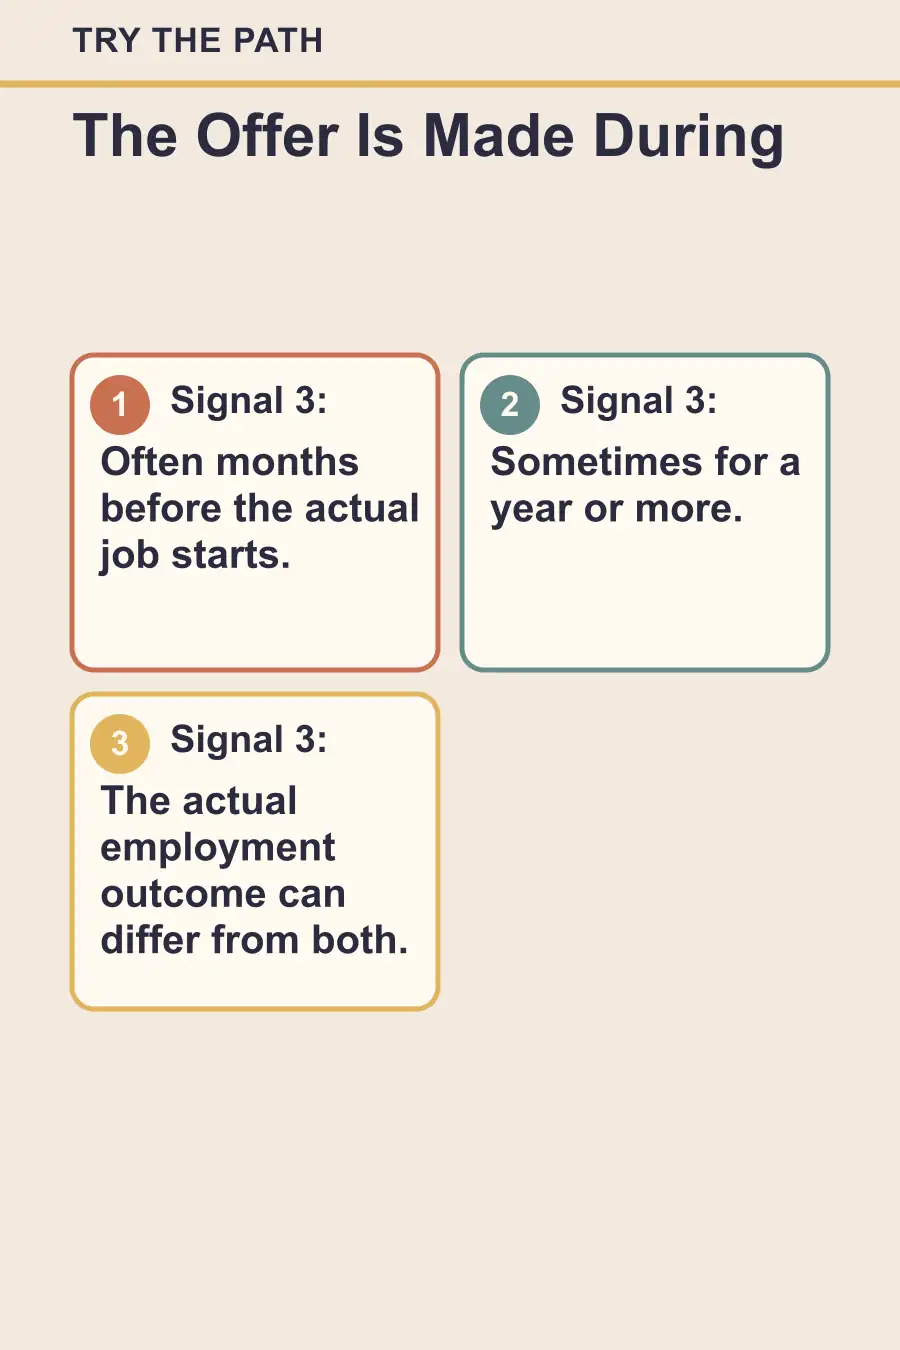 TRY THE PATH
The Offer Is Made During
1 Signal 3:
Often months
before the actual
job starts.
2 Signal 3:
Sometimes for a
year or more.
3 Signal 3:
The actual
employment
outcome can
differ from both.